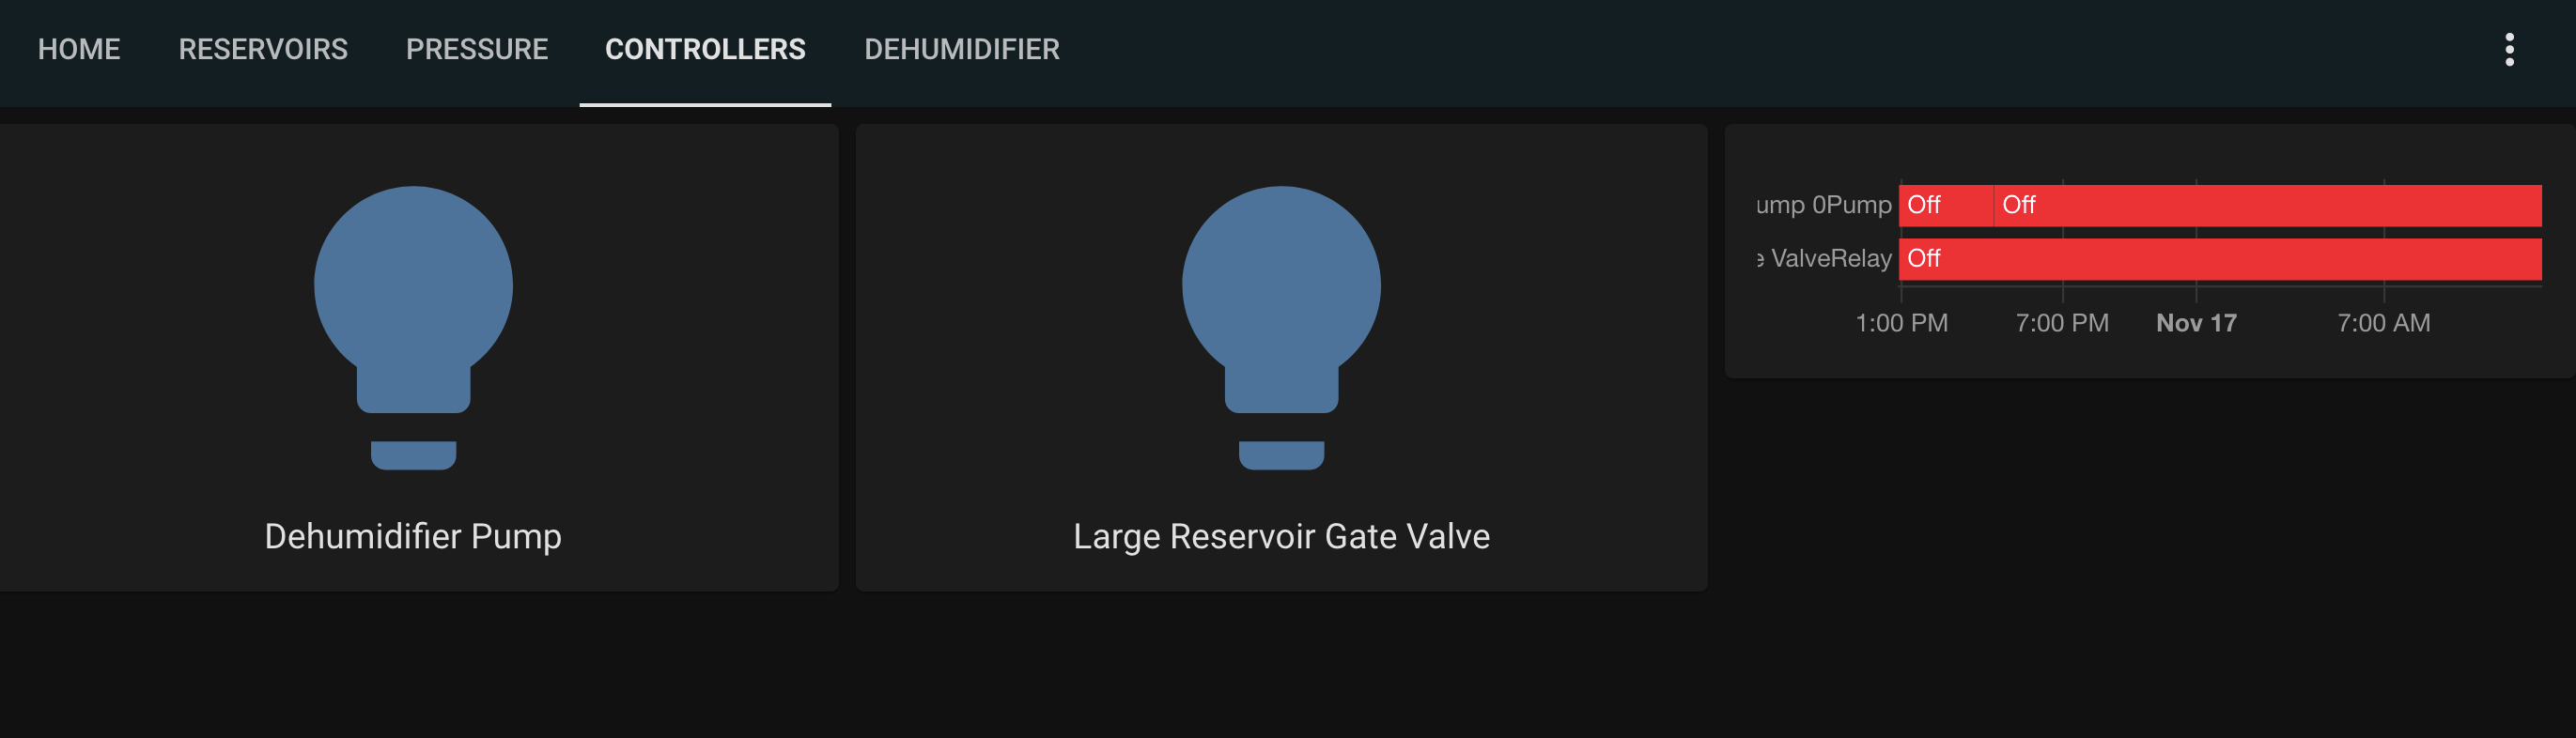 HOME RESERVOIRS PRESSURE CONTROLLERS DEHUMIDIFIER
Dehumidifier Pump
Large Reservoir Gate Valve
ump 0Pump Off Off
ValveRelay Off
1:00 PM 7:00 PM Nov 17 7:00 AM